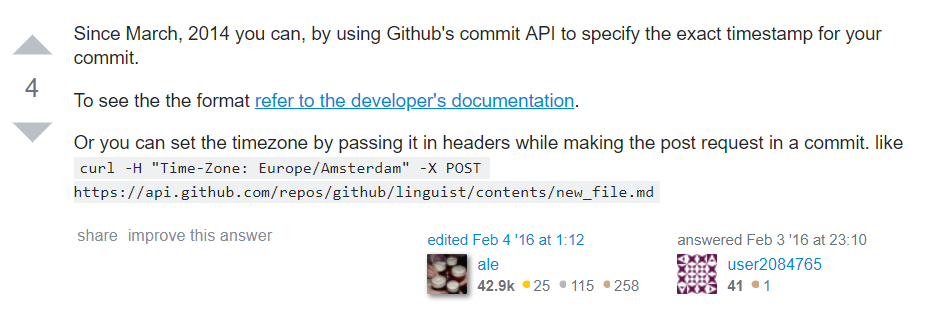 Since March, 2014 you can, by using Github's commit API to specify the exact timestamp for your
commit.
4
To see the the format refer to the developer's documentation.
Or you can set the timezone by passing it in headers while making the post request in a commit. like
curl -H "Time-Zone: Europe/Amsterdam" -X POST
https://api.github.com/repos/github/linguist/contents/new_file.md
share improve this answer
edited Feb 4 '16 at 1:12
ale
42.9k 25 115 258
answered Feb 3 '16 at 23:10
user2084765
41 1